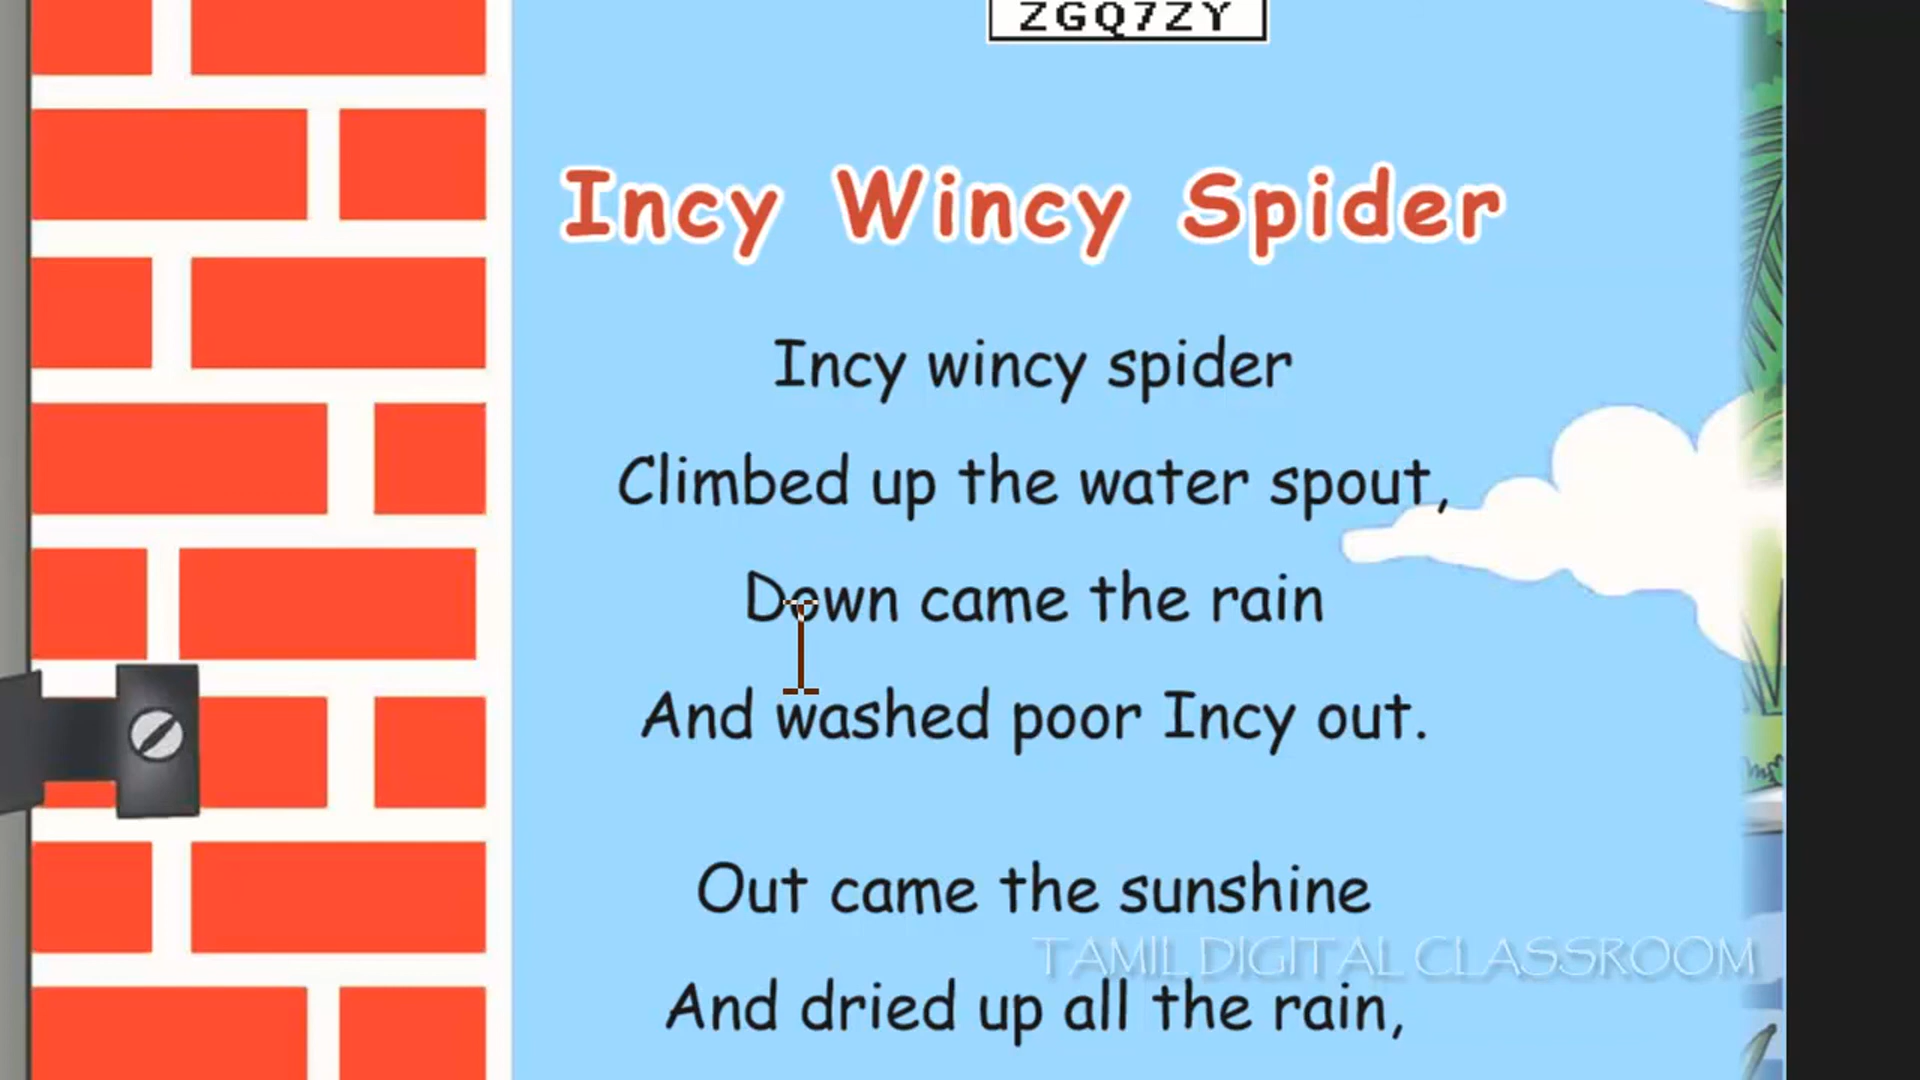 ZGQ7ZY
Incy Wincy Spider
Incy wincy spider
Climbed up the water spout,
Down came the rain
And washed poor Incy out.
Out came the sunshine
TAMIL DIGITAL CLASSROOM
And dried up all the rain,